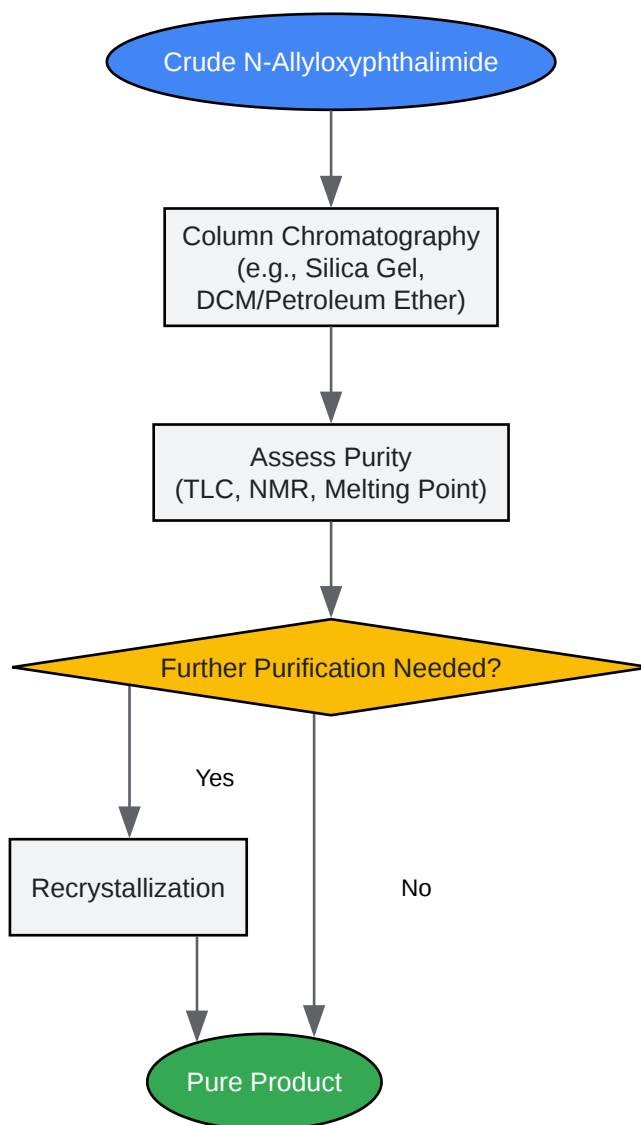 Crude N-Allyloxyphthalimide
Column Chromatography
(e.g., Silica Gel,
DCM/Petroleum Ether)
Assess Purity
(TLC, NMR, Melting Point)
Further Purification Needed?
Yes
Recrystallization
No
Pure Product